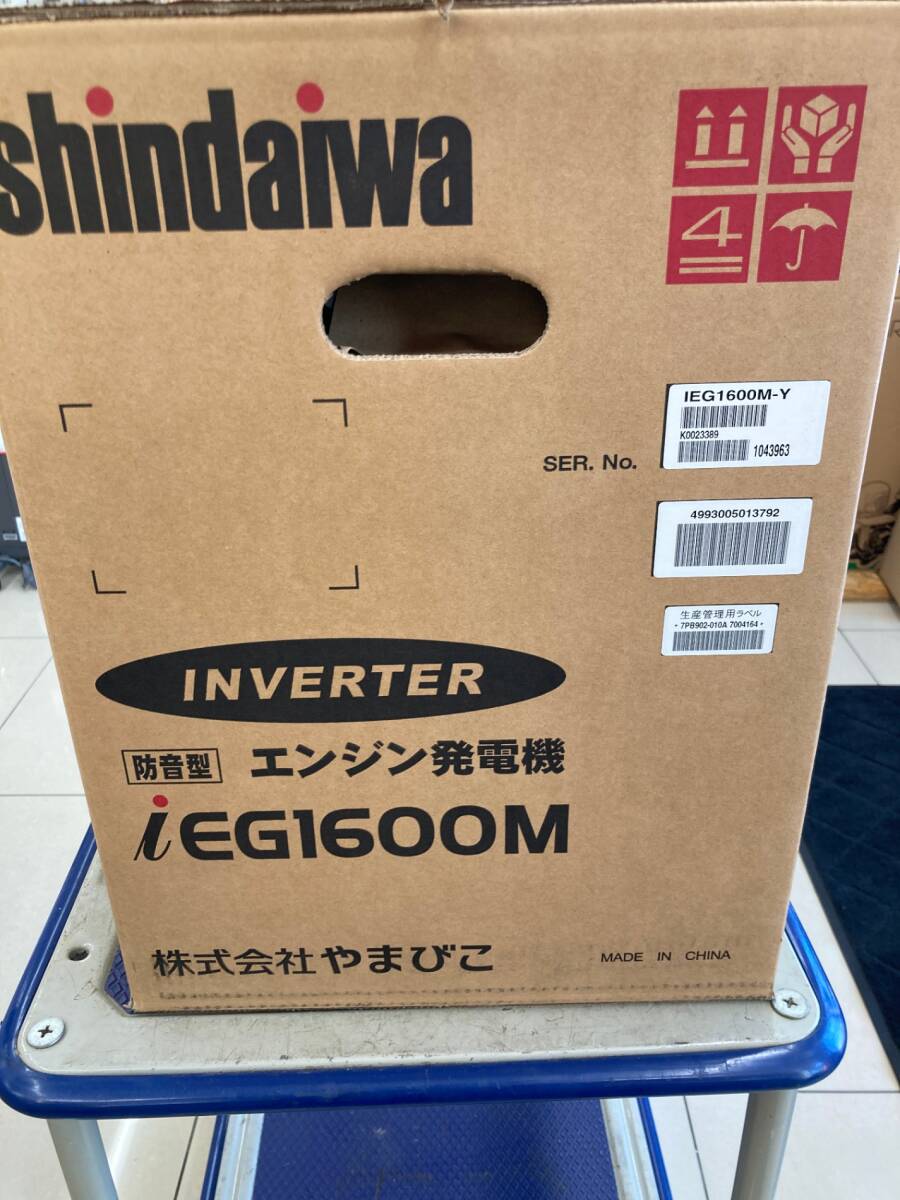 shindaiwa
4
IEG1600M-Y
K0023389
SER. No.
1043963
4993005013792
生産管理用ラベル
* 7PB902-010A 7004164 *
INVERTER
防音型 エンジン発電機
iEG1600M
株式会社やまびこ
MADE IN CHINA